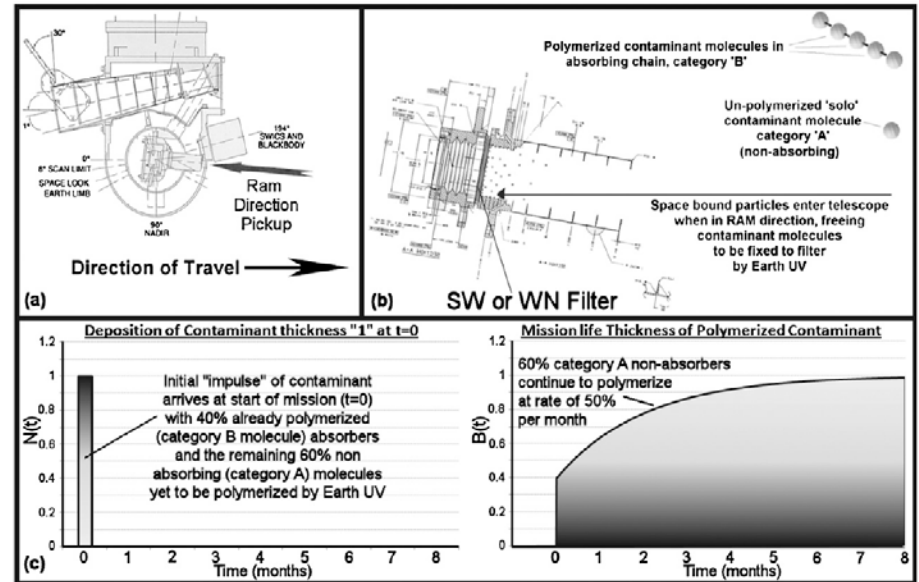 30°
1°
194°
SWICS AND
BLACKBODY
0°
6° SCAN LIMIT
SPACE LOOK
EARTH LIMB
90°
NADIR
Ram
Direction
Pickup
Direction of Travel
(a)
Polymerized contaminant molecules in
absorbing chain, category 'B'
Un-polymerized 'solo'
contaminant molecule
category 'A'
(non-absorbing)
Space bound particles enter telescope
when in RAM direction, freeing
contaminant molecules
to be fixed to filter
by Earth UV
SW or WN Filter
(b)
Deposition of Contaminant thickness "1" at t=0
1.2
1
0.8
0.6
0.4
0.2
0
N(t)
Initial "impulse" of contaminant
arrives at start of mission (t=0)
with 40% already polymerized
(category B molecule) absorbers
and the remaining 60% non
absorbing (category A) molecules
yet to be polymerized by Earth UV
0 1 2 3 4 5 6 7 8
Time (months)
(c)
Mission life Thickness of Polymerized Contaminant
1.2
1
0.8
0.6
0.4
0.2
0
B(t)
60% category A non-absorbers
continue to polymerize
at rate of 50%
per month
0 1 2 3 4 5 6 7 8
Time (months)